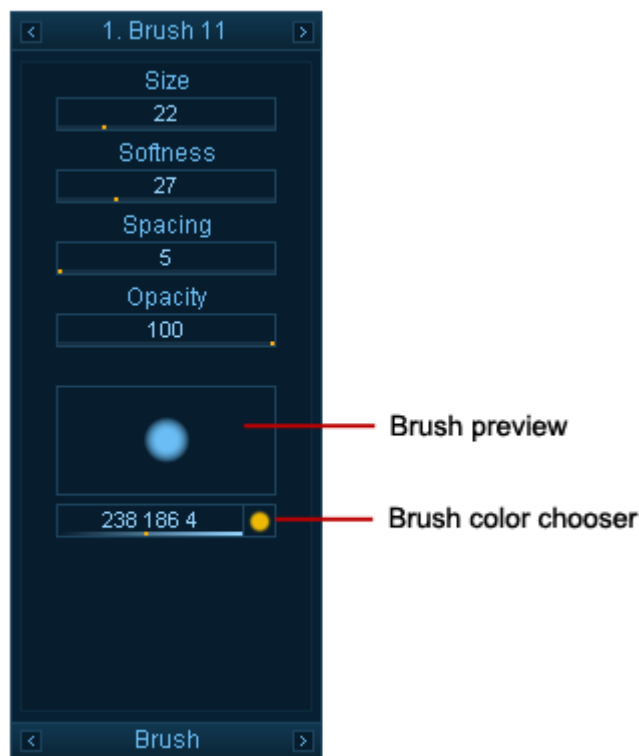 1. Brush 11
Size
22
Softness
27
Spacing
5
Opacity
100
Brush preview
238 186 4
Brush color chooser
Brush